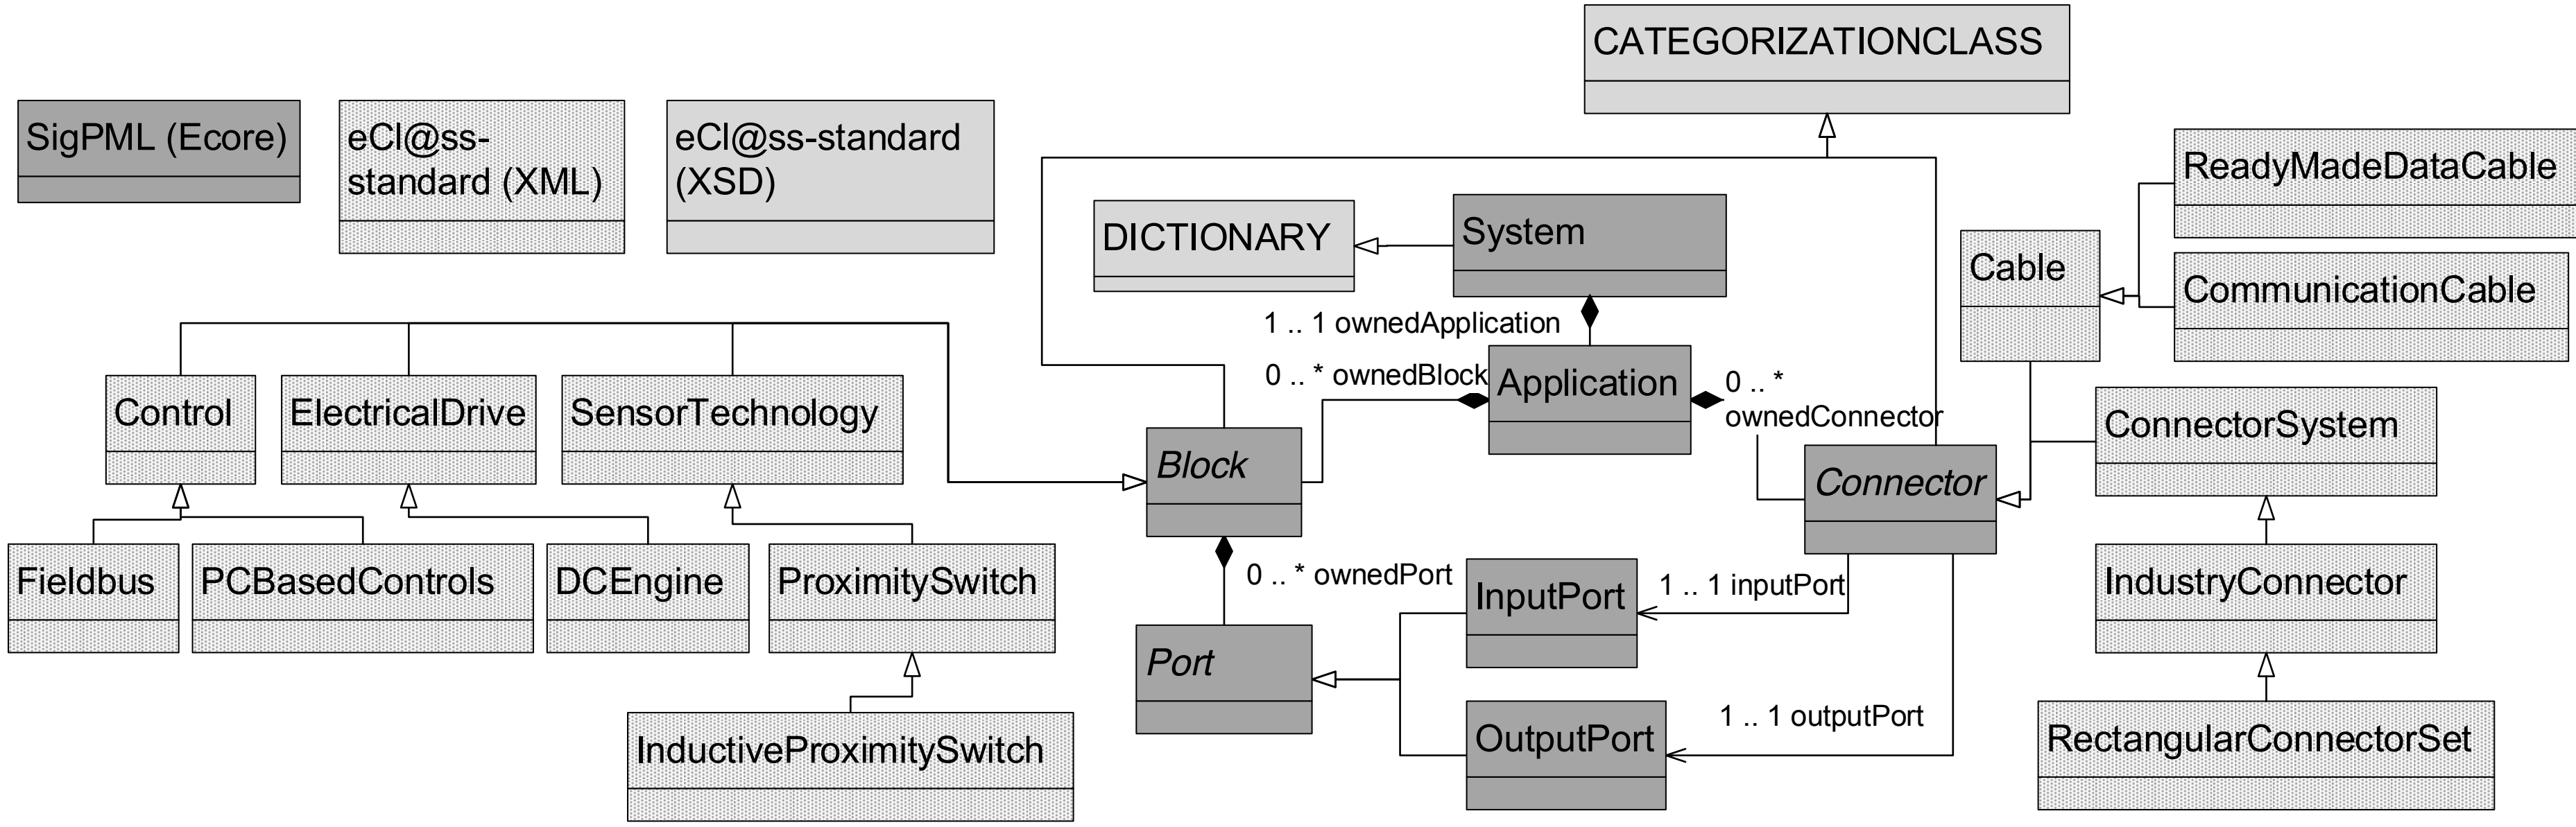 CATEGORIZATIONCLASS
SigPML (Ecore)
eCl@ss-
standard (XML)
eCl@ss-standard
(XSD)
ReadyMadeDataCable
DICTIONARY
System
Cable
CommunicationCable
1 .. 1 ownedApplication
0 .. * ownedBlock
Application
0 .. *
ownedConnector
Control
ElectricalDrive
SensorTechnology
ConnectorSystem
Block
Connector
Fieldbus
PCBasedControls
DCEngine
ProximitySwitch
0 .. * ownedPort
InputPort
1 .. 1 inputPort
IndustryConnector
Port
OutputPort
1 .. 1 outputPort
InductiveProximitySwitch
RectangularConnectorSet